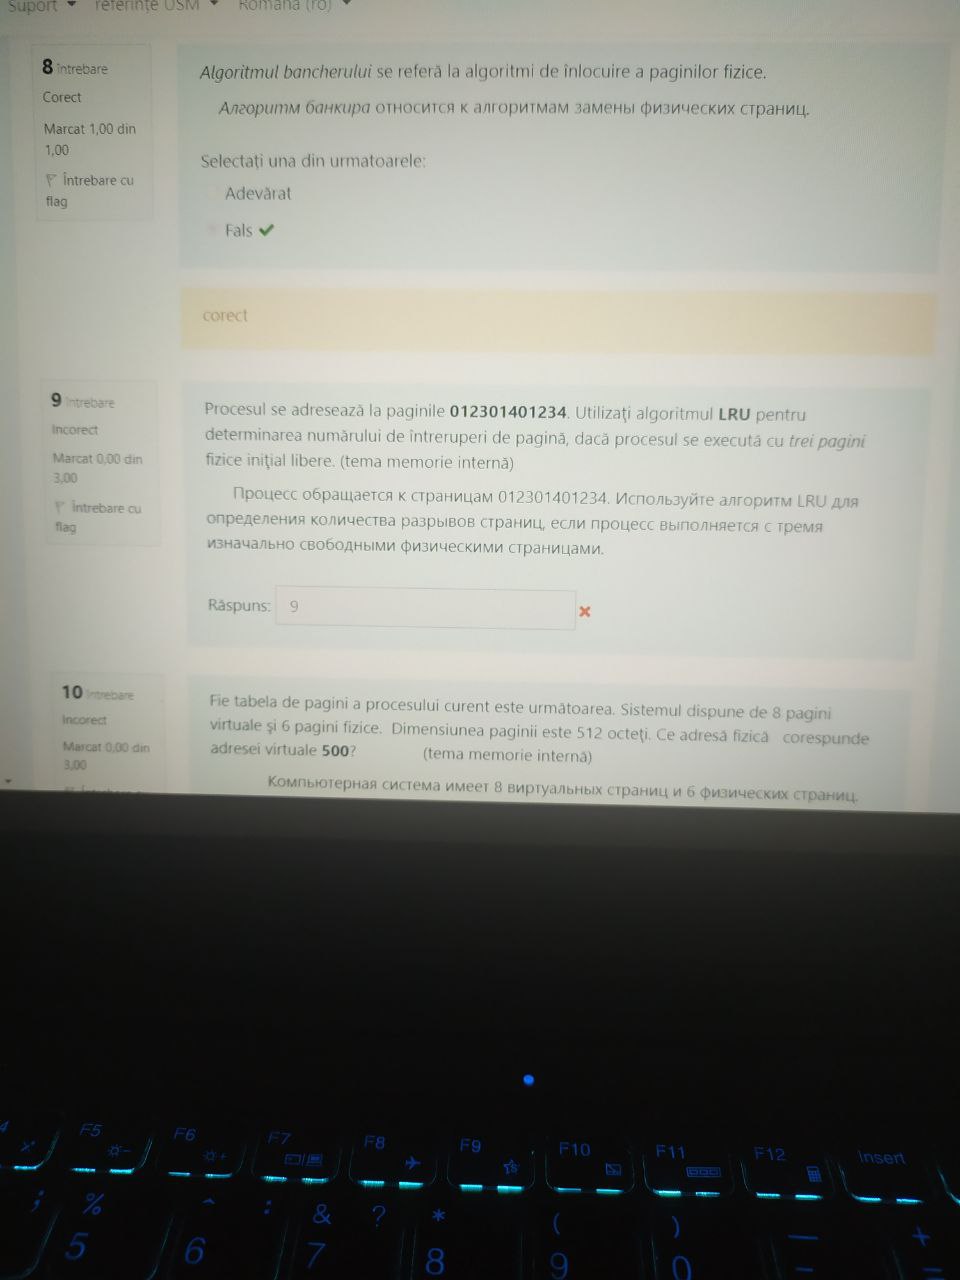 Suport referințe USM Română (ro)
8 întrebare
Corect
Marcat 1,00 din
1,00
Întrebare cu
flag
Algoritmul bancherului se referă la algoritmi de înlocuire a paginilor fizice.
Алгоритм банкира относится к алгоритмам замены физических страниц.
Selectați una din urmatoarele:
Adevărat
Fals
corect
9 întrebare
Incorect
Marcat 0,00 din
3,00
Întrebare cu
flag
Procesul se adresează la paginile 012301401234. Utilizaţi algoritmul LRU pentru
determinarea numărului de întreruperi de pagină, dacă procesul se execută cu trei pagini
fizice iniţial libere. (tema memorie internă)
Процесс обращается к страницам 012301401234. Используйте алгоритм LRU для
определения количества разрывов страниц, если процесс выполняется с тремя
изначально свободными физическими страницами.
Răspuns: 9
10 întrebare
Incorect
Marcat 0,00 din
3,00
Fie tabela de pagini a procesului curent este următoarea. Sistemul dispune de 8 pagini
virtuale şi 6 pagini fizice. Dimensiunea paginii este 512 octeţi. Ce adresă fizică corespunde
adresei virtuale 500? (tema memorie internă)
Компьютерная система имеет 8 виртуальных страниц и 6 физических страниц.
F5 F6 F7 F8 F9 F10 F11 F12 Insert
; % ^ : & ? * ( ) — +
5 6 7 8 9 0 – =